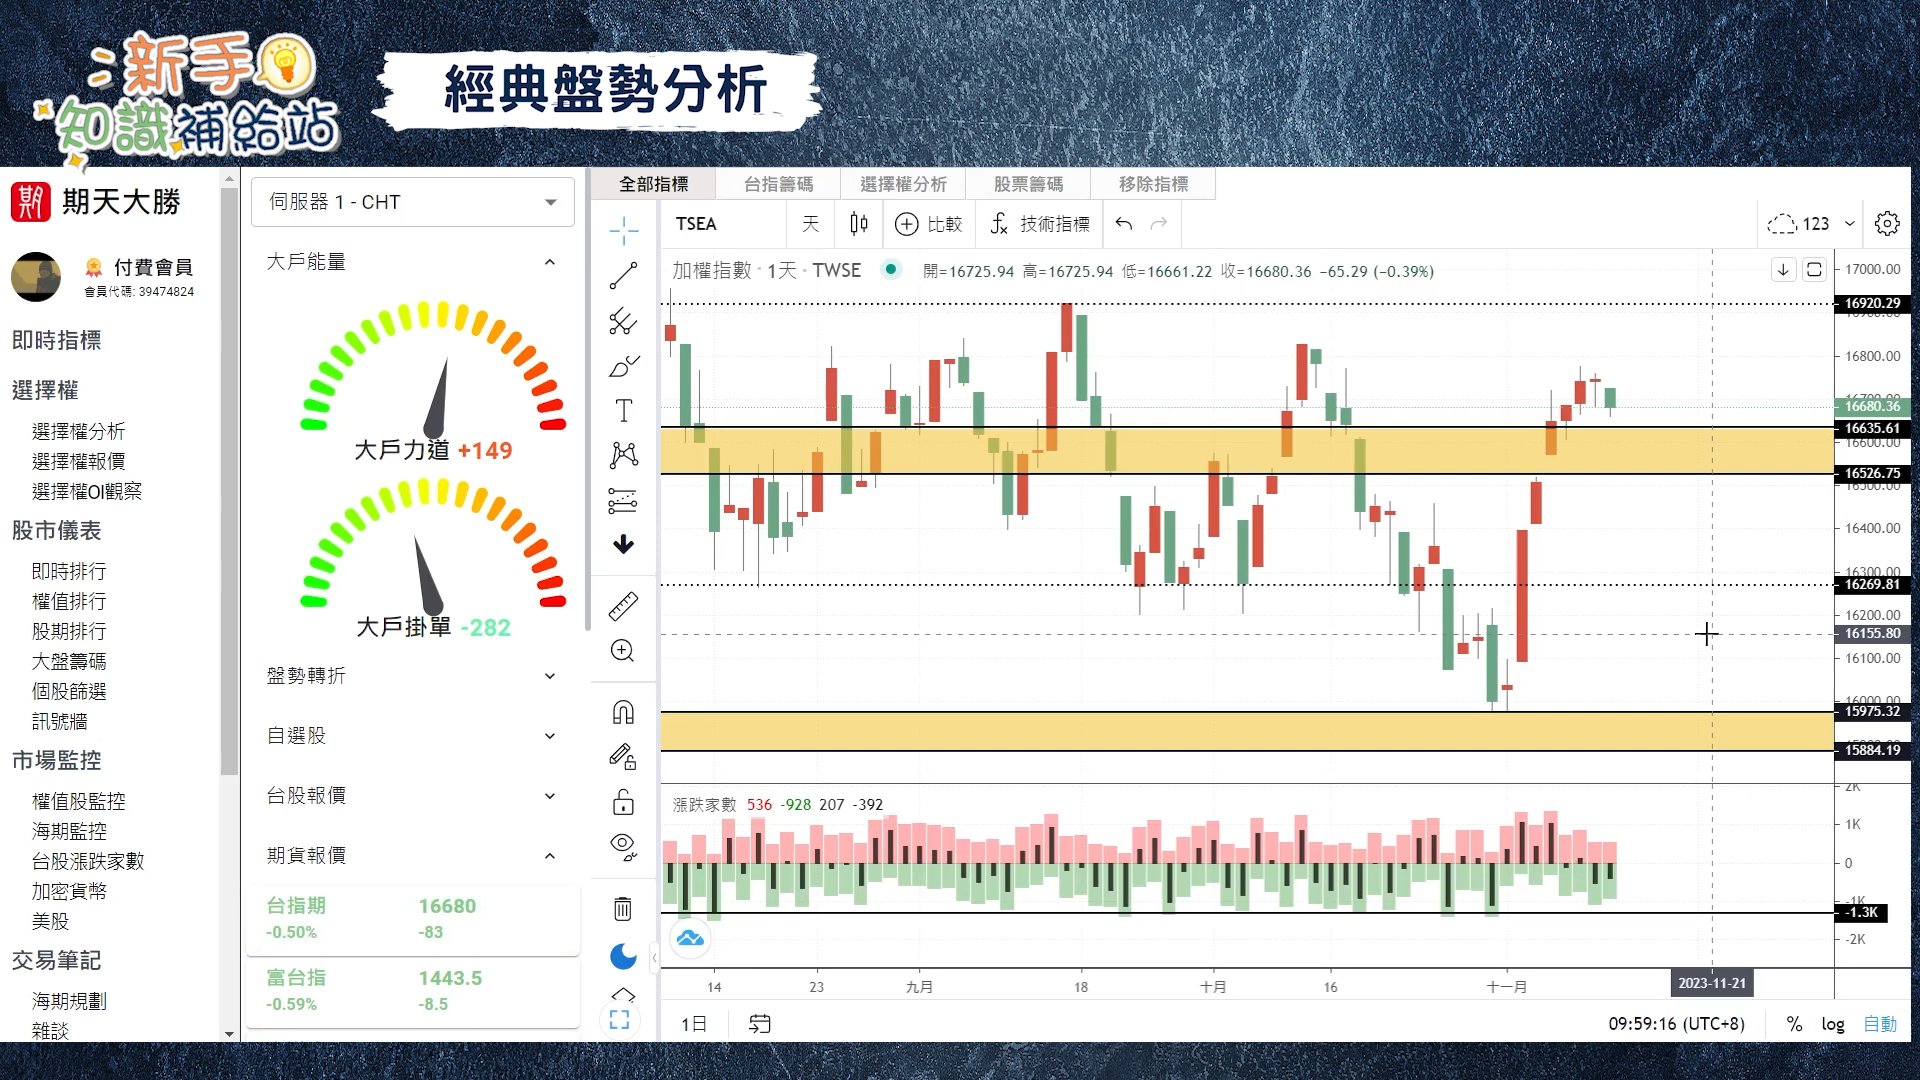 新手
知識補給站
經典盤勢分析
期 期天大勝
付費會員
會員代碼: 39474824
即時指標
選擇權
選擇權分析
選擇權報價
選擇權OI觀察
股市儀表
即時排行
權值排行
股期排行
大盤籌碼
個股篩選
訊號牆
市場監控
權值股監控
海期監控
台股漲跌家數
加密貨幣
美股
交易筆記
海期規劃
雜談
伺服器 1 - CHT
大戶能量
大戶力道 +149
大戶掛單 -282
盤勢轉折
自選股
台股報價
期貨報價
台指期 16680
-0.50% -83
富台指 1443.5
-0.59% -8.5
全部指標 台指籌碼 選擇權分析 股票籌碼 移除指標
TSEA 天 比較 技術指標 123
加權指數 · 1天 · TWSE 開=16725.94 高=16725.94 低=16661.22 收=16680.36 −65.29 (−0.39%)
17000.00
16920.29
16800.00
16680.36
16635.61
16600.00
16526.75
16500.00
16400.00
16300.00
16269.81
16200.00
16155.80
16100.00
16000.00
15975.32
15884.19
漲跌家數 536 -928 207 -392
2K
1K
0
-1K
-1.3K
-2K
14 23 九月 18 十月 16 十一月 2023-11-21
1日 09:59:16 (UTC+8) % log 自動